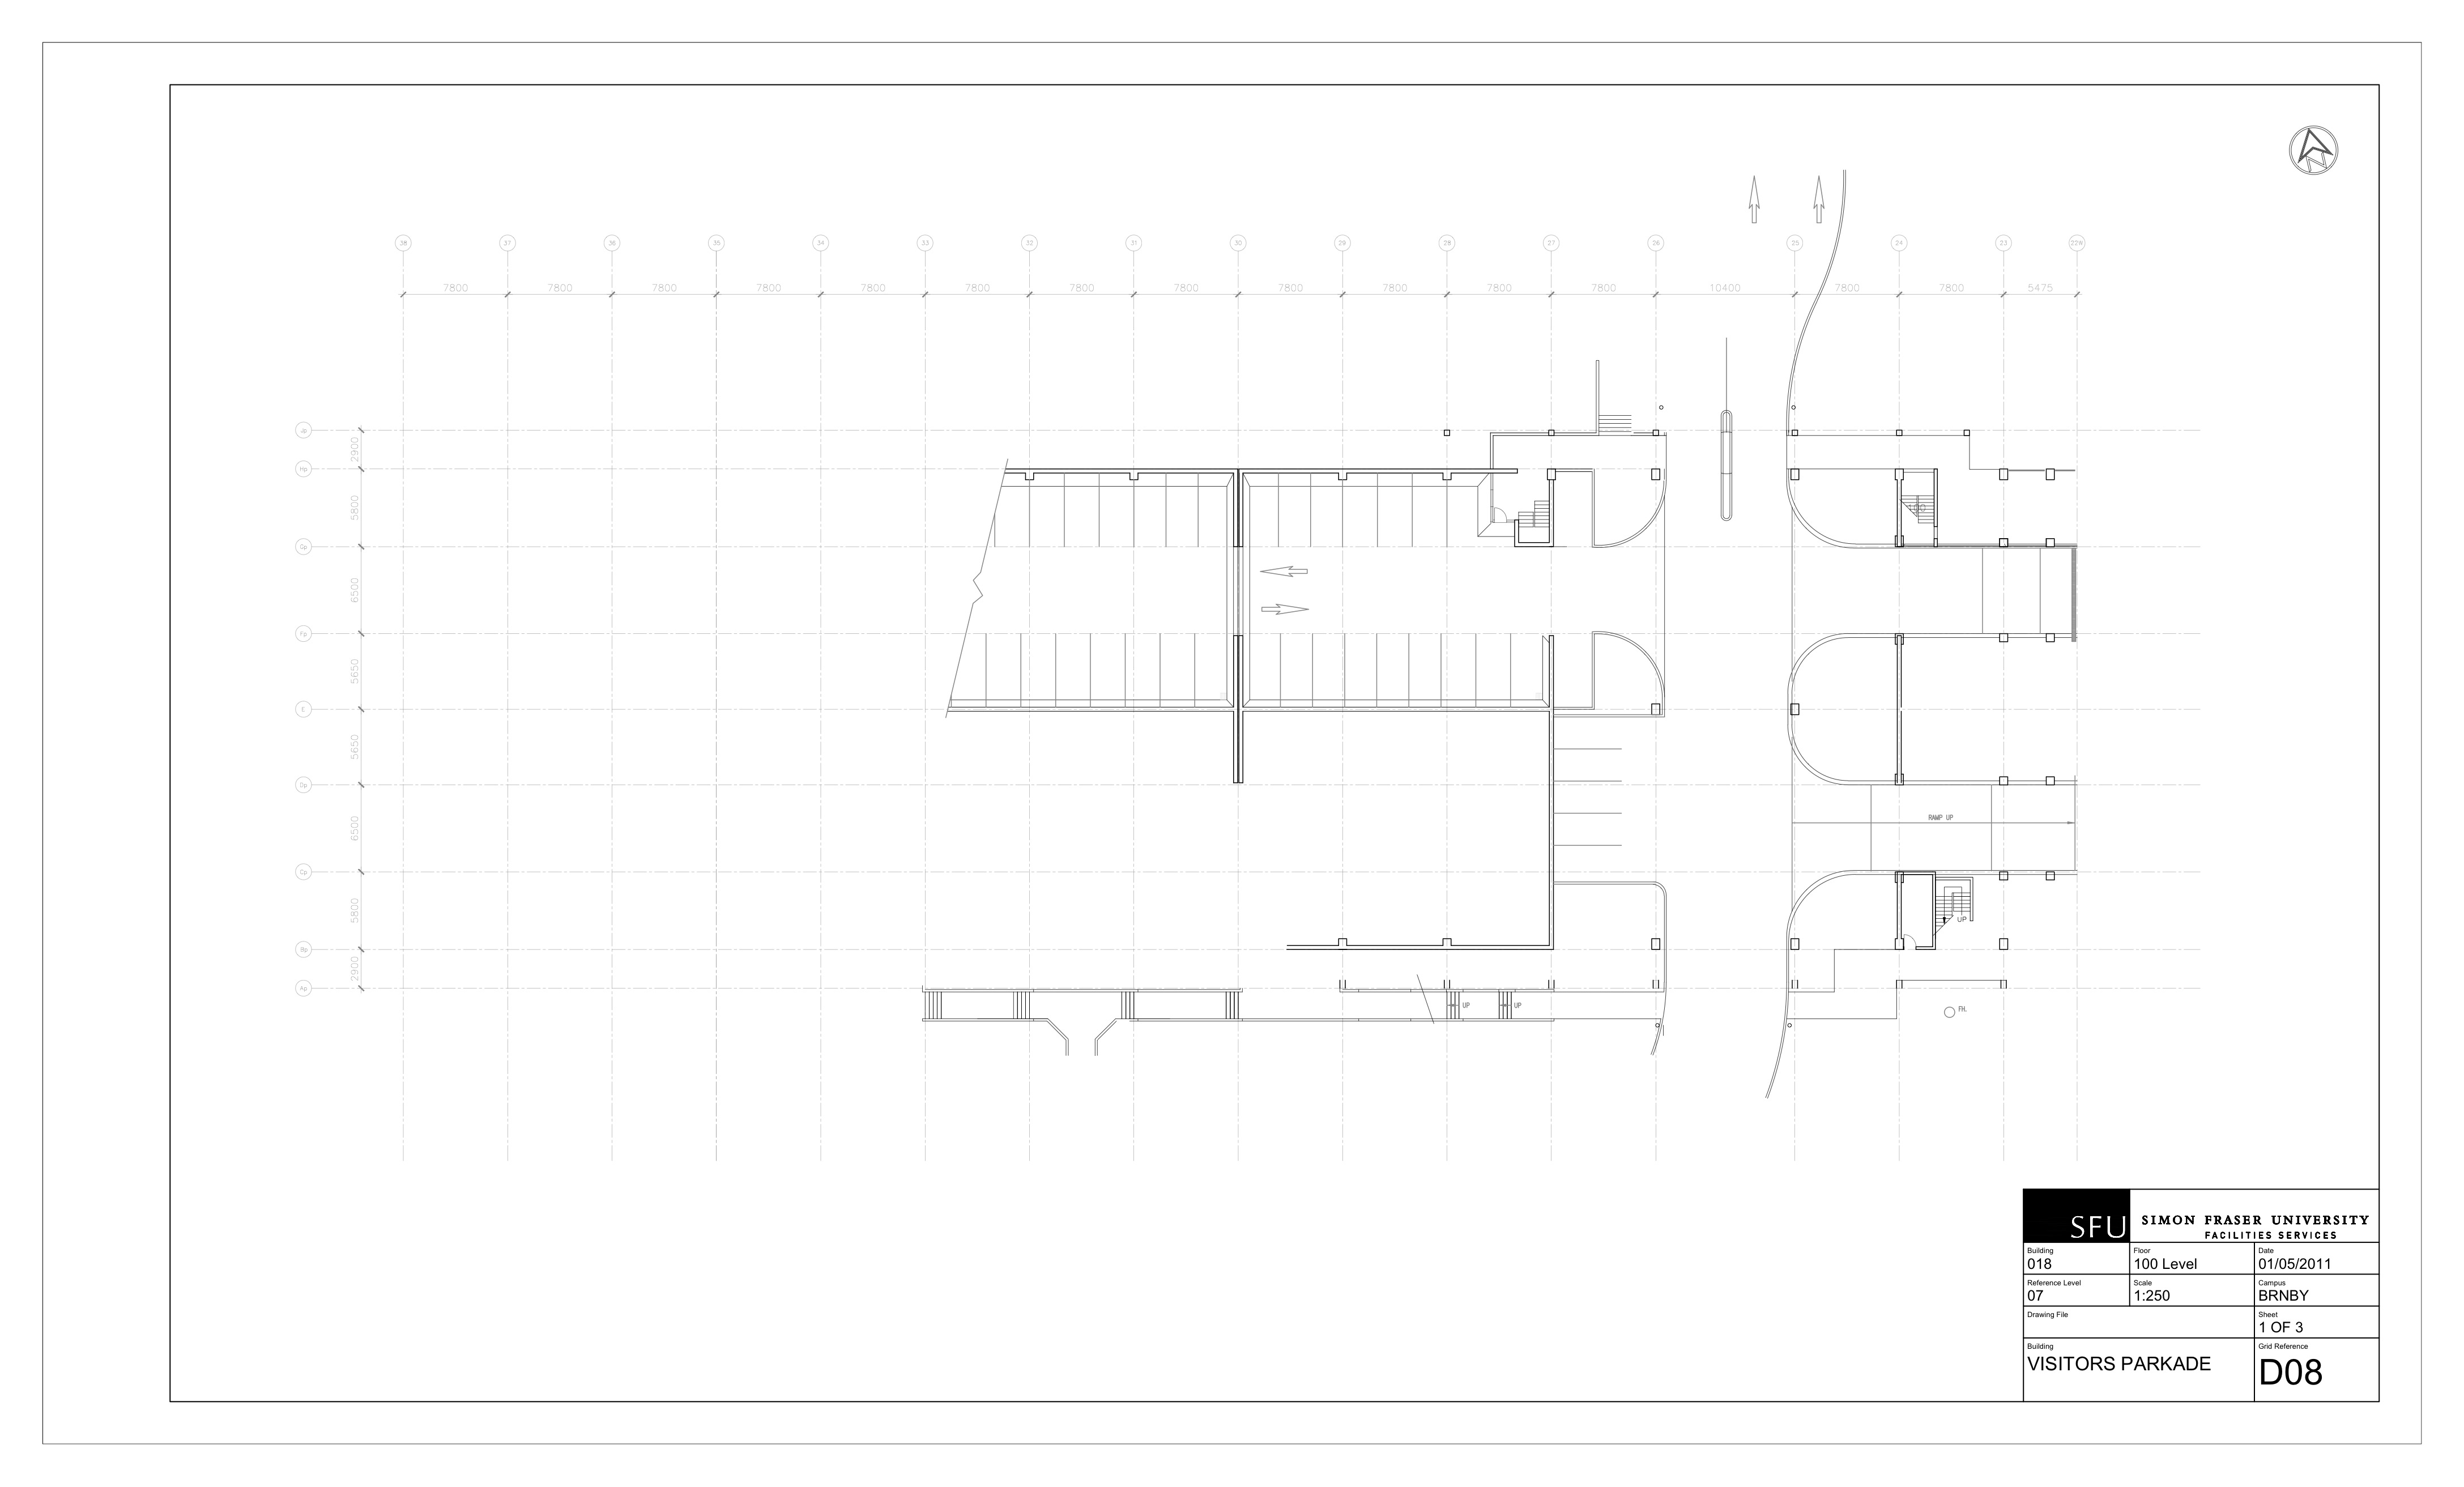 38 37 36 35 34 33 32 31 30 29 28 27 26 25 24 23 22W
7800 7800 7800 7800 7800 7800 7800 7800 7800 7800 7800 7800 10400 7800 7800 5475
Jp
2900
Hp
5800
100
Gp
6500
Fp
5650
E
5650
Dp
6500
RAMP UP
Cp
5800
UP
Bp
2900
Ap
UP UP
FH.
SFU SIMON FRASER UNIVERSITY
FACILITIES SERVICES
Building Floor Date
018 100 Level 01/05/2011
Reference Level Scale Campus
07 1:250 BRNBY
Drawing File Sheet
1 OF 3
Building Grid Reference
VISITORS PARKADE D08